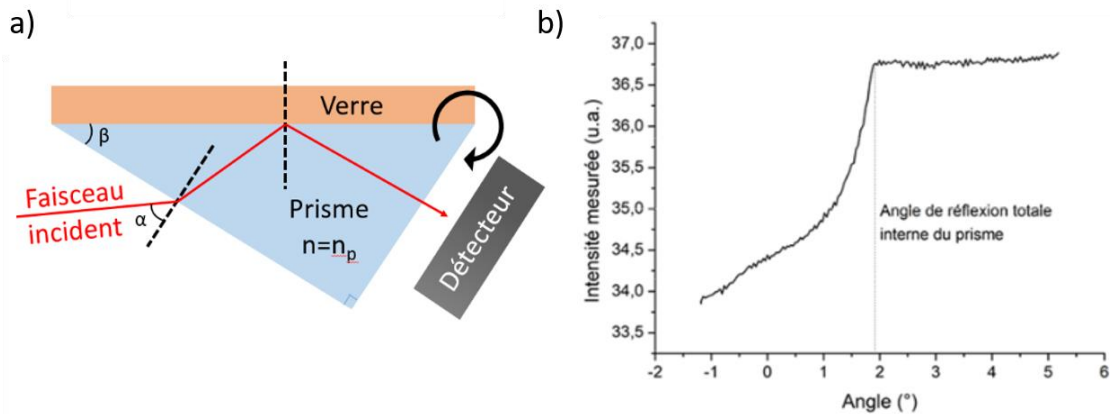 a)
Verre
β
Faisceau
incident
α
Prisme
n=np
Détecteur
b)
Intensité mesurée (u.a.)
37,0
36,5
36,0
35,5
35,0
34,5
34,0
33,5
Angle de réflexion totale
interne du prisme
-2 -1 0 1 2 3 4 5 6
Angle (°)